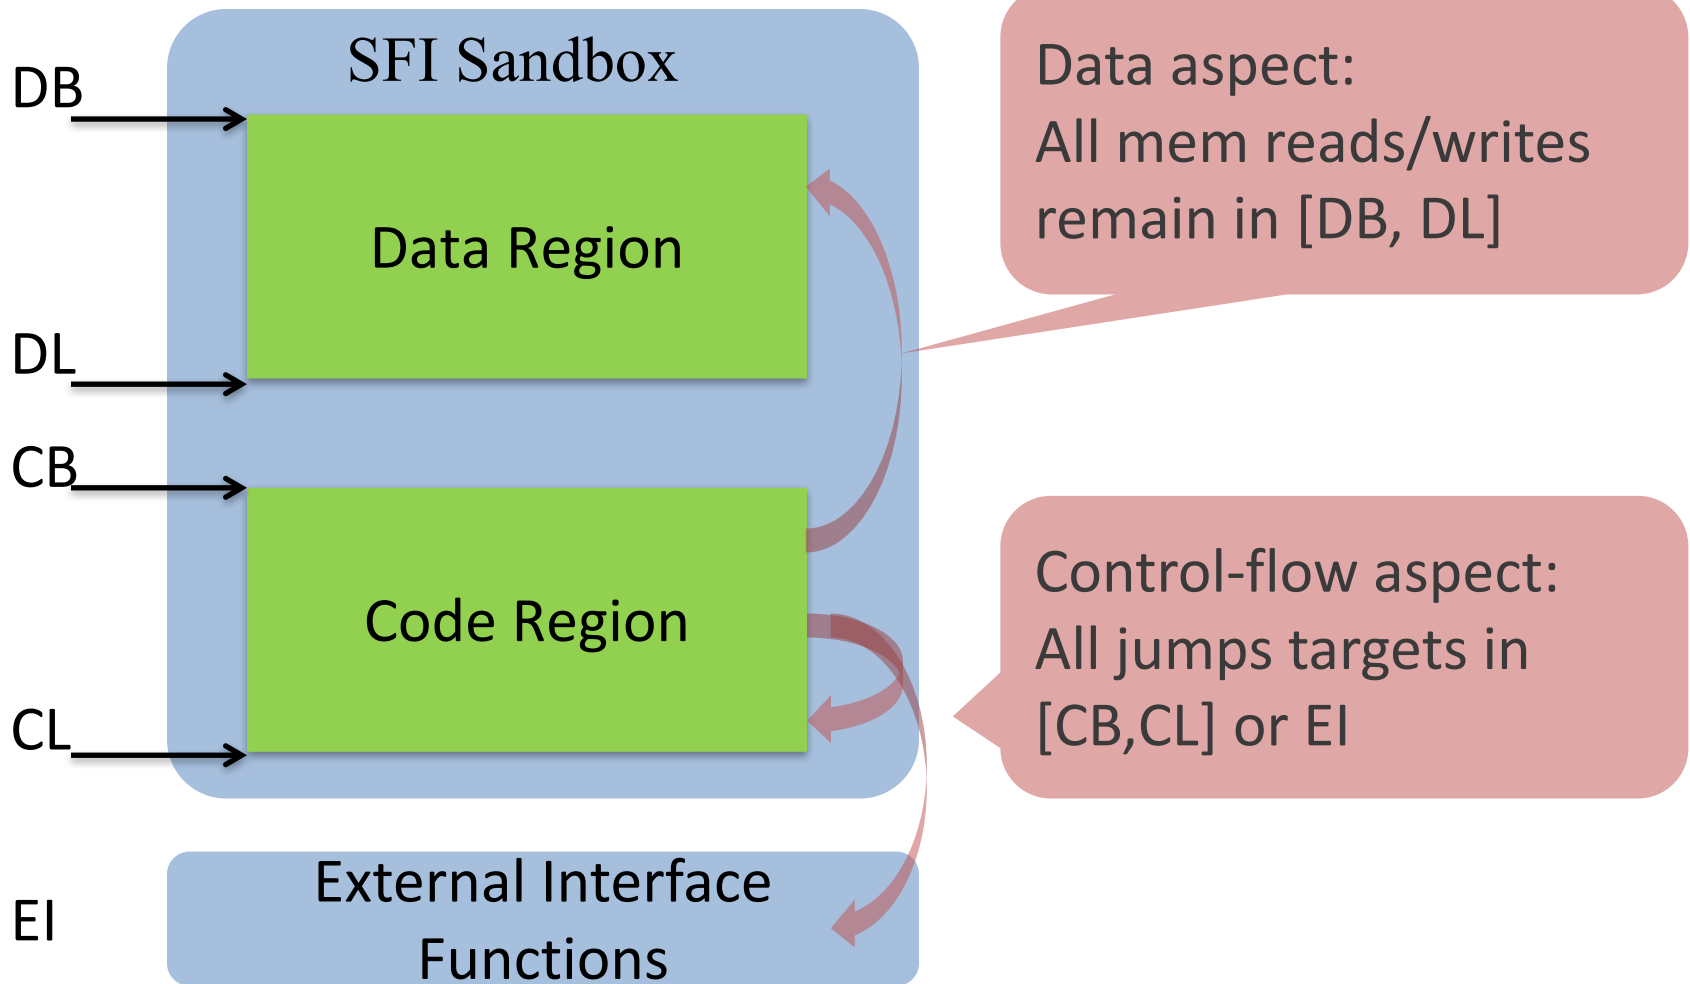 SFI Sandbox
DB
Data Region
DL
CB
Code Region
CL
External Interface
Functions
EI
Data aspect:
All mem reads/writes
remain in [DB, DL]
Control-flow aspect:
All jumps targets in
[CB,CL] or EI